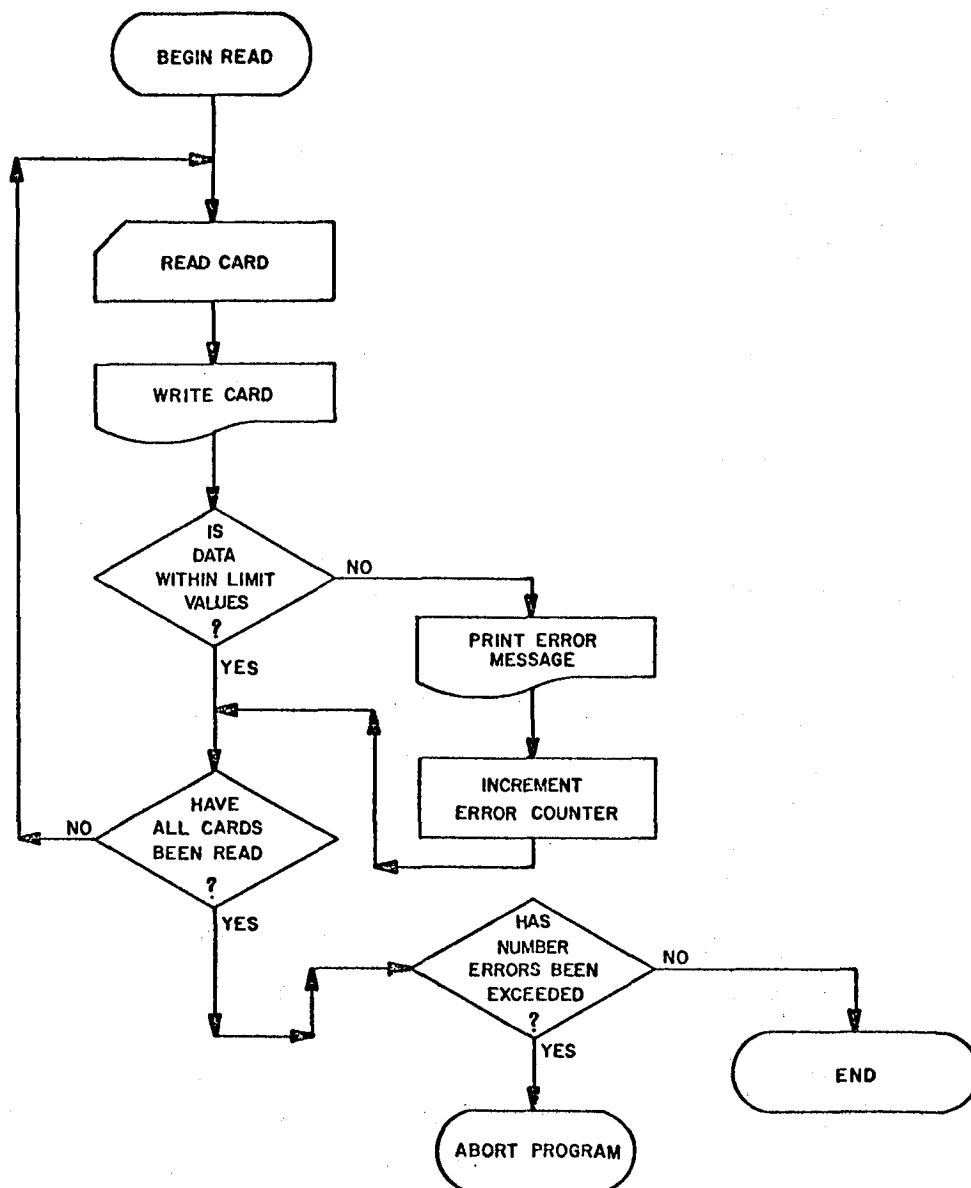 BEGIN READ
READ CARD
WRITE CARD
IS
DATA
WITHIN LIMIT
VALUES
?
NO
YES
PRINT ERROR
MESSAGE
INCREMENT
ERROR COUNTER
HAVE
ALL CARDS
BEEN READ
?
NO
YES
HAS
NUMBER
ERRORS BEEN
EXCEEDED
?
NO
YES
END
ABORT PROGRAM